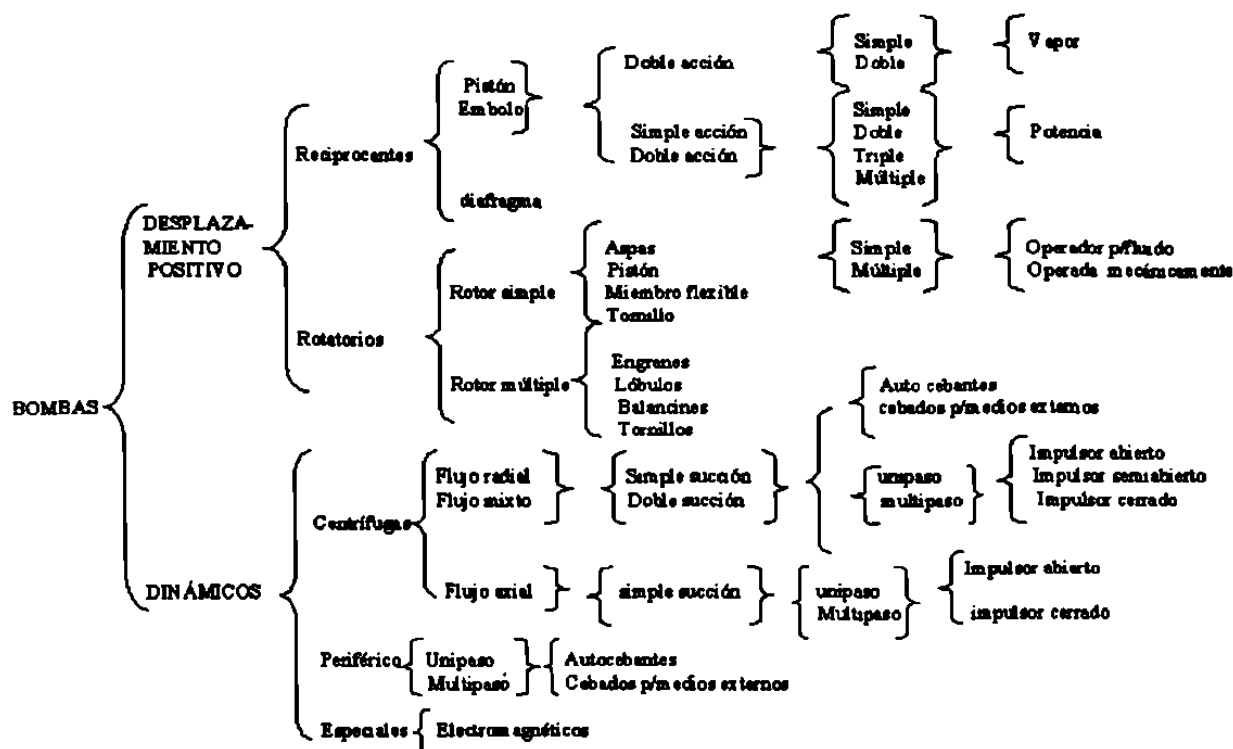 Simple
Doble
Vapor
Doble acción
Pistón
Embolo
Simple acción
Doble acción
Simple
Doble
Triple
Múltiple
Potencia
Reciprocantes
diafragma
DESPLAZA-
MIENTO
POSITIVO
Aspas
Pistón
Miembro flexible
Tornillo
Simple
Múltiple
Operador p/fluido
Operada mecánicamente
Rotor simple
Rotatorios
Rotor múltiple
Engranes
Lóbulos
Balancines
Tornillos
BOMBAS
Auto cebantes
cebados p/medios externos
Flujo radial
Flujo mixto
Simple succión
Doble succión
unipaso
multipaso
Impulsor abierto
Impulsor semiabierto
Impulsor cerrado
Centrífugas
DINÁMICOS
Flujo axial
simple succión
unipaso
Multipaso
Impulsor abierto
impulsor cerrado
Periférico
Unipaso
Multipaso
Autocebantes
Cebados p/medios externos
Especiales
Electromagnéticos